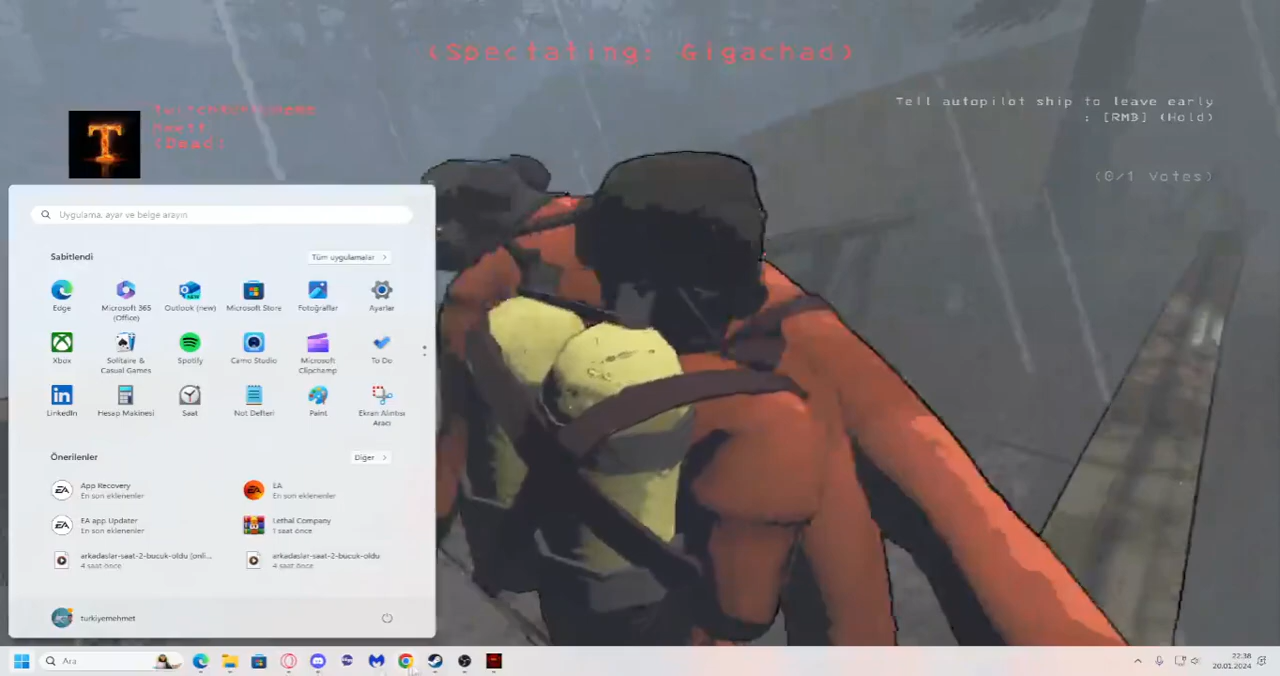 (Spectating: Gigachad)
(Dead)
Tell autopilot ship to leave early
: [RMB] (Hold)
(0/1 Votes)
Uygulama, ayar ve belge arayın
Sabitlendi
Tüm uygulamalar
Edge
Microsoft 365
(Office)
Outlook (new)
Microsoft Store
Fotoğraflar
Ayarlar
Xbox
Solitaire &
Casual Games
Spotify
Camo Studio
Microsoft
Clipchamp
To Do
LinkedIn
Hesap Makinesi
Saat
Not Defteri
Paint
Ekran Alıntısı
Aracı
Önerilenler
Diğer
App Recovery
En son eklenenler
EA
En son eklenenler
EA app Updater
En son eklenenler
Lethal Company
1 saat önce
arkadaslar-saat-2-bucuk-oldu (onli...
4 saat önce
arkadaslar-saat-2-bucuk-oldu
4 saat önce
turkiyemehmet
Ara
22:38
20.01.2024